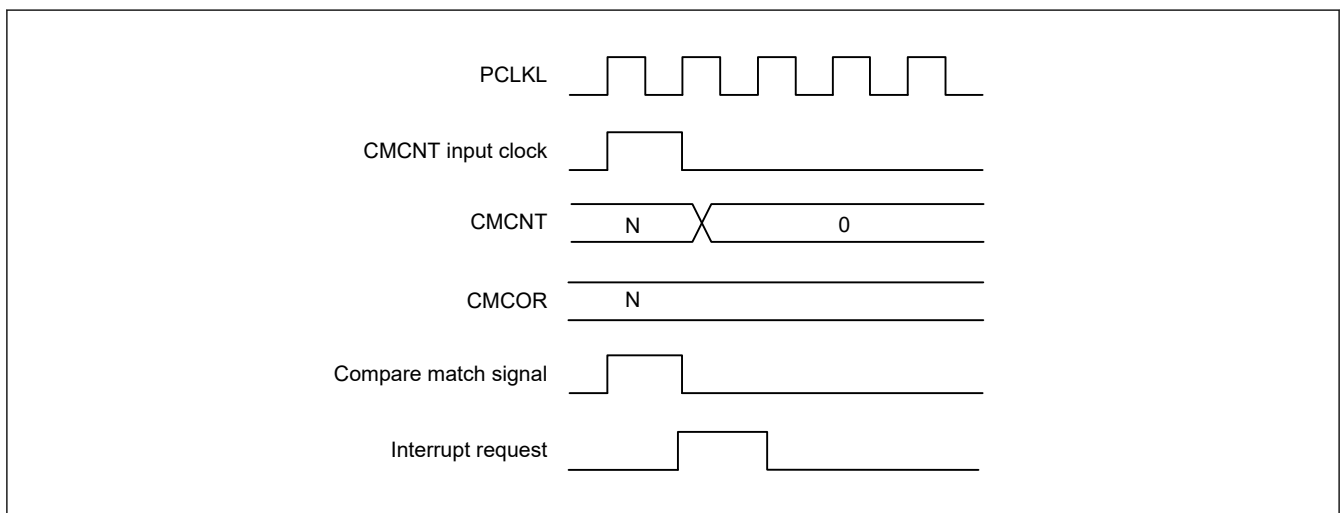 PCLKL
CMCNT input clock
CMCNT N 0
CMCOR N
Compare match signal
Interrupt request